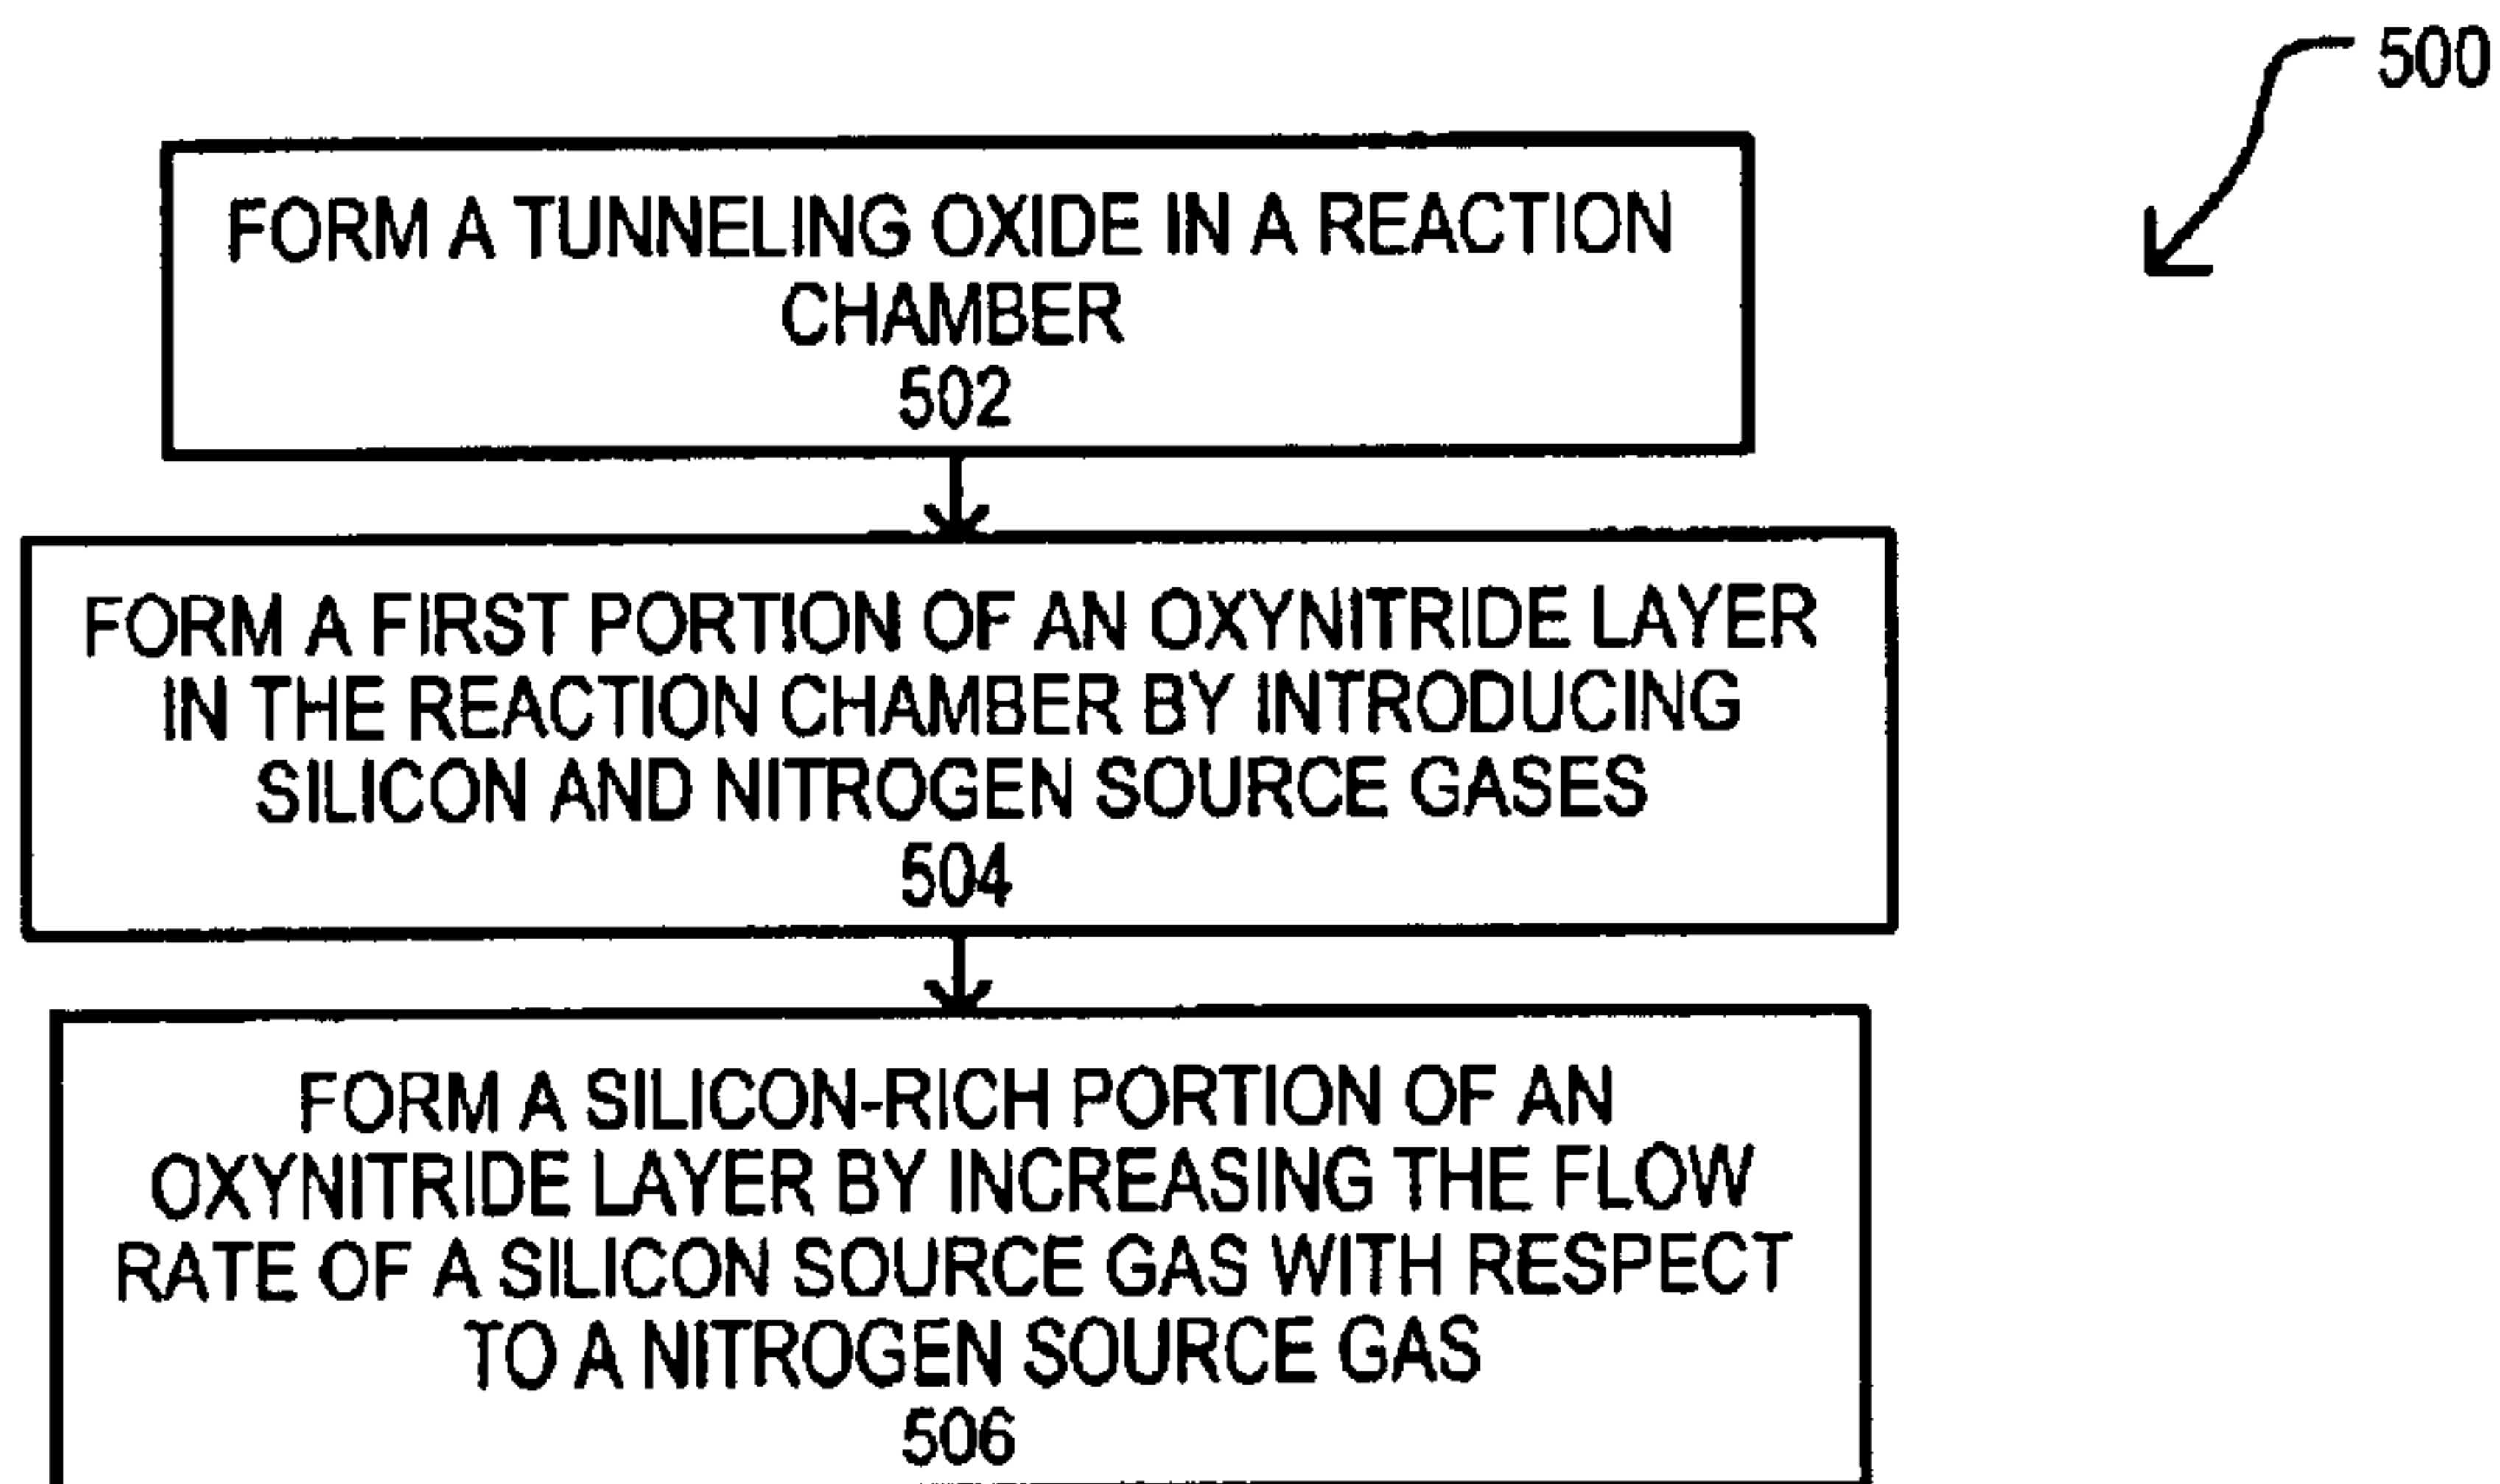 500
FORM A TUNNELING OXIDE IN A REACTION
CHAMBER
502
FORM A FIRST PORTION OF AN OXYNITRIDE LAYER
IN THE REACTION CHAMBER BY INTRODUCING
SILICON AND NITROGEN SOURCE GASES
504
FORM A SILICON-RICH PORTION OF AN
OXYNITRIDE LAYER BY INCREASING THE FLOW
RATE OF A SILICON SOURCE GAS WITH RESPECT
TO A NITROGEN SOURCE GAS
506